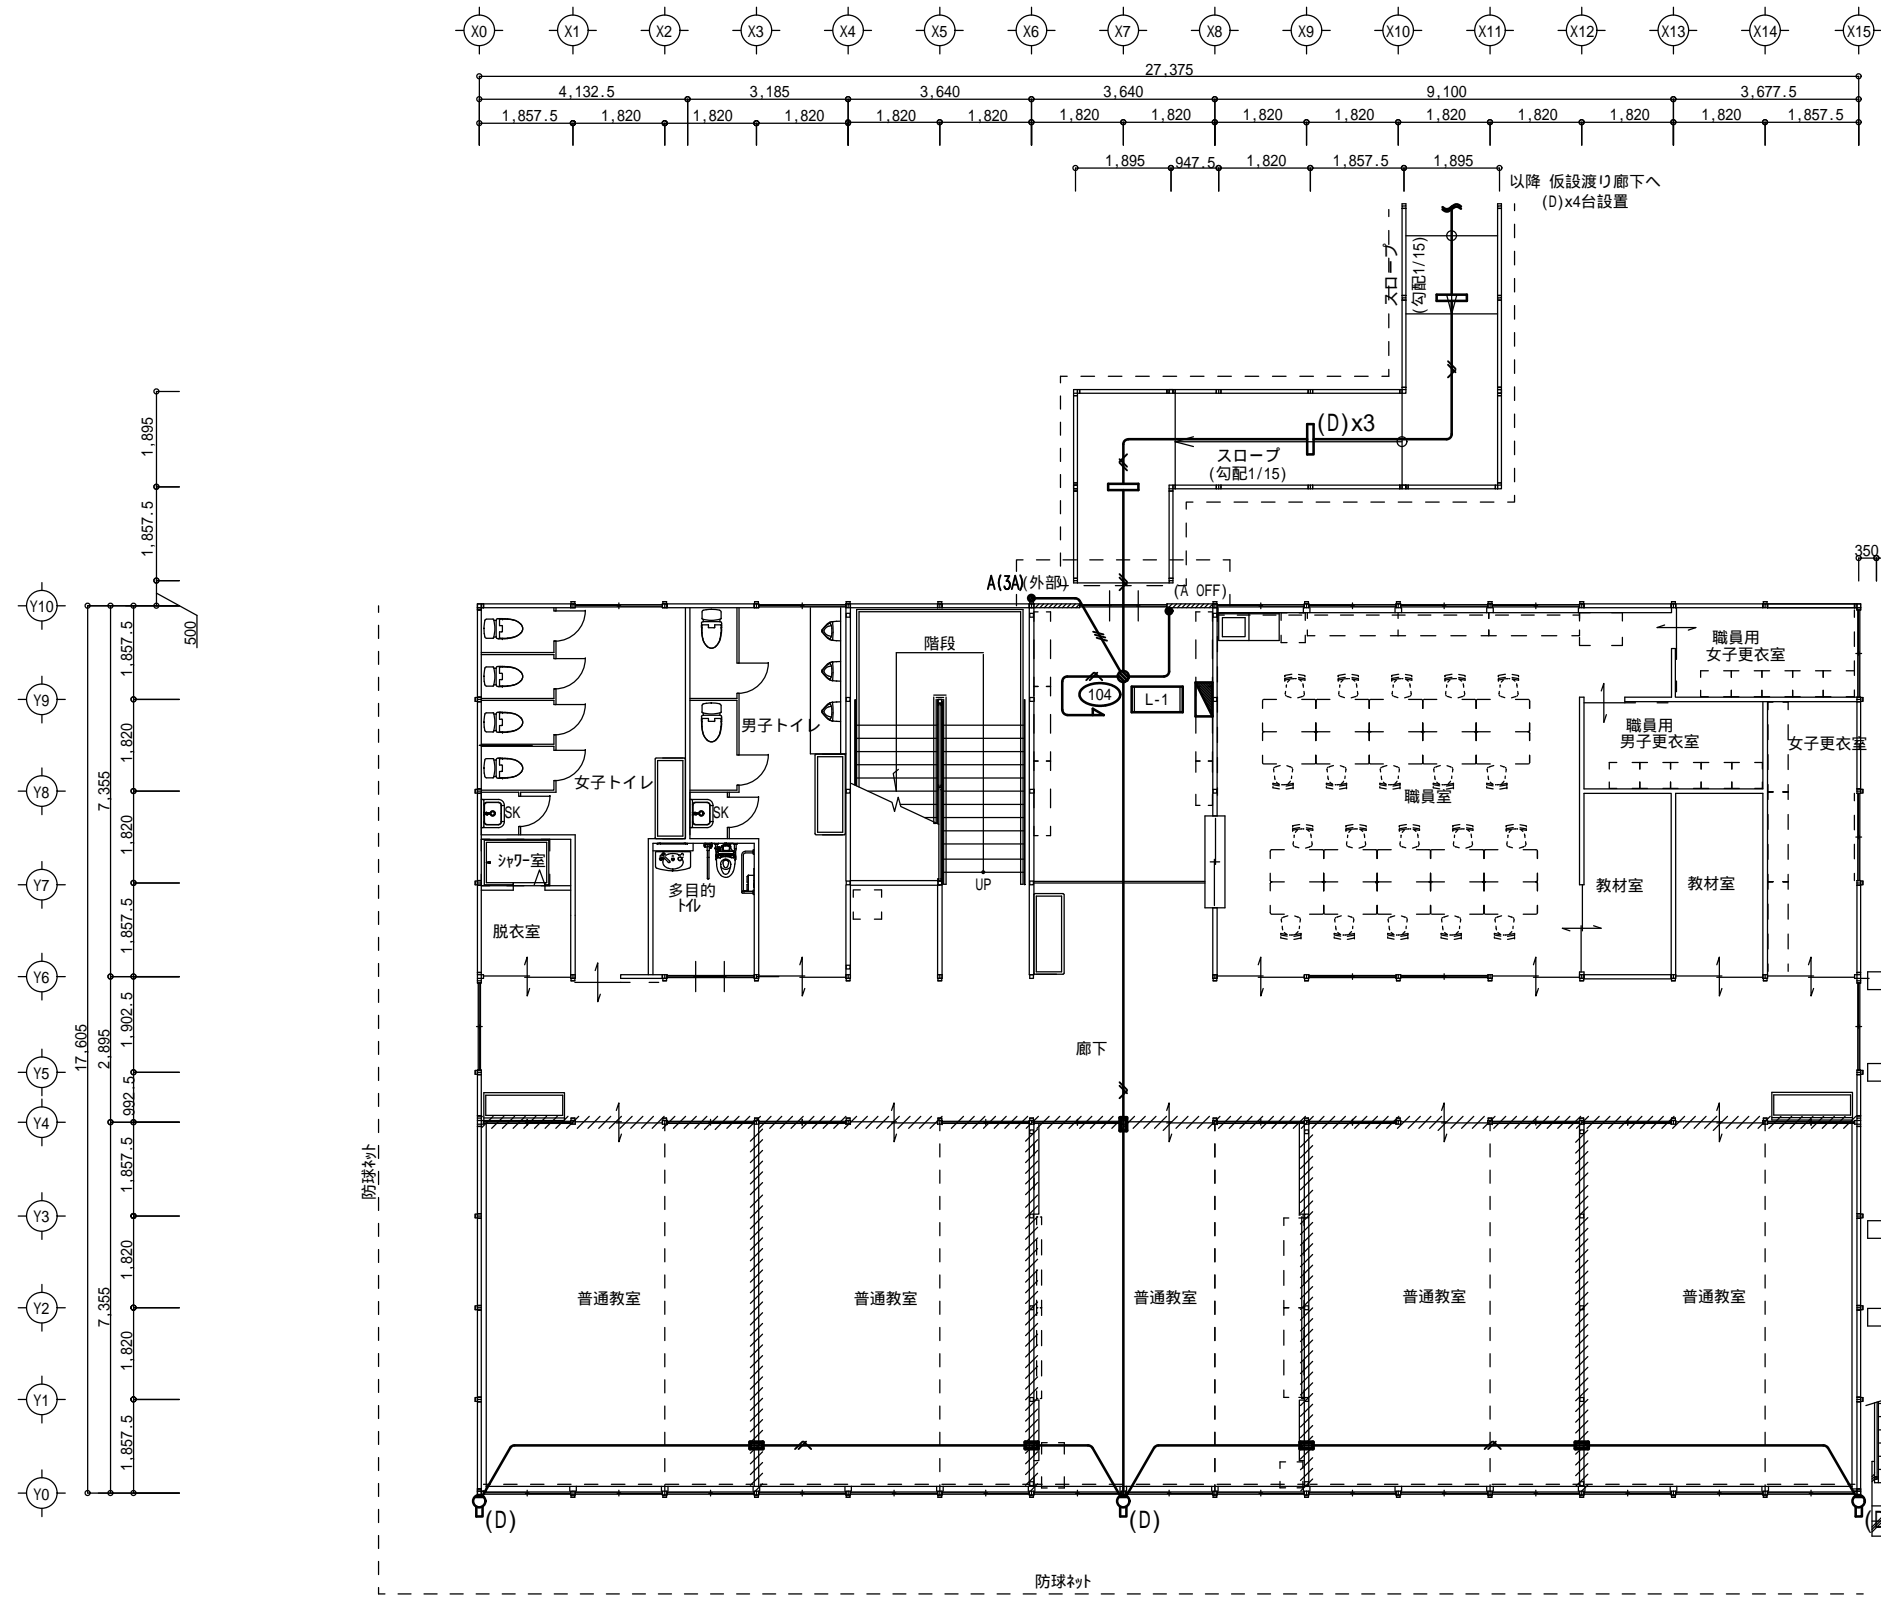 X0 X1 X2 X3 X4 X5 X6 X7 X8 X9 X10 X11 X12 X13 X14 X15
27,375
4,132.5 3,185 3,640 3,640 9,100 3,677.5
1,857.5 1,820 1,820 1,820 1,820 1,820 1,820 1,820 1,820 1,820 1,820 1,820 1,820 1,820 1,857.5
1,895 947.5 1,820 1,857.5 1,895
以降 仮設渡り廊下へ
(D)x4台設置
スロープ
(勾配1/15)
(D)x3
スロープ
(勾配1/15)
1,895
1,857.5
500
350
A(3A)(外部)
(A OFF)
Y10
Y9
Y8
Y7
Y6
Y5
Y4
Y3
Y2
Y1
Y0
17,605
7,355
2,895
7,355
1,857.5
1,820
1,820
1,857.5
1,902.5
992.5
1,857.5
1,820
1,820
1,857.5
階段
104
L-1
職員用
女子更衣室
男子トイレ
職員用
男子更衣室
女子更衣室
女子トイレ
職員室
SK
SK
シャワー室
多目的
トイレ
UP
教材室
教材室
脱衣室
廊下
防球ネット
普通教室
普通教室
普通教室
普通教室
普通教室
(D)
(D)
防球ネット